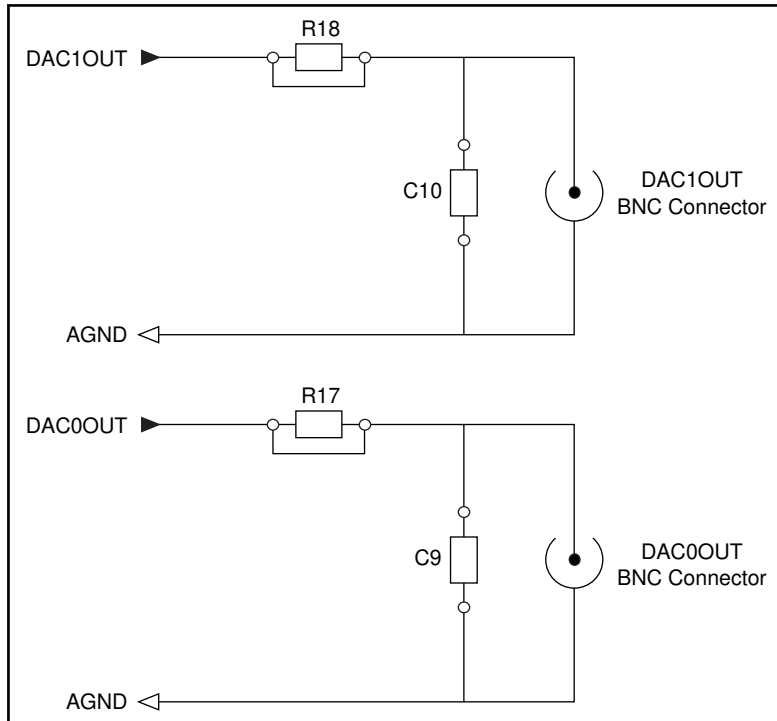 R18
DAC1OUT
C10
DAC1OUT
BNC Connector
AGND
R17
DAC0OUT
C9
DAC0OUT
BNC Connector
AGND